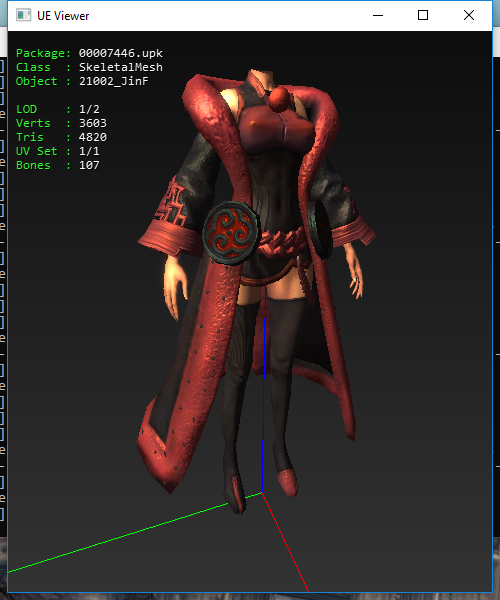 UE Viewer
Package: 00007446.upk
Class : SkeletalMesh
Object : 21002_JinF
LOD : 1/2
Verts : 3603
Tris : 4820
UV Set : 1/1
Bones : 107